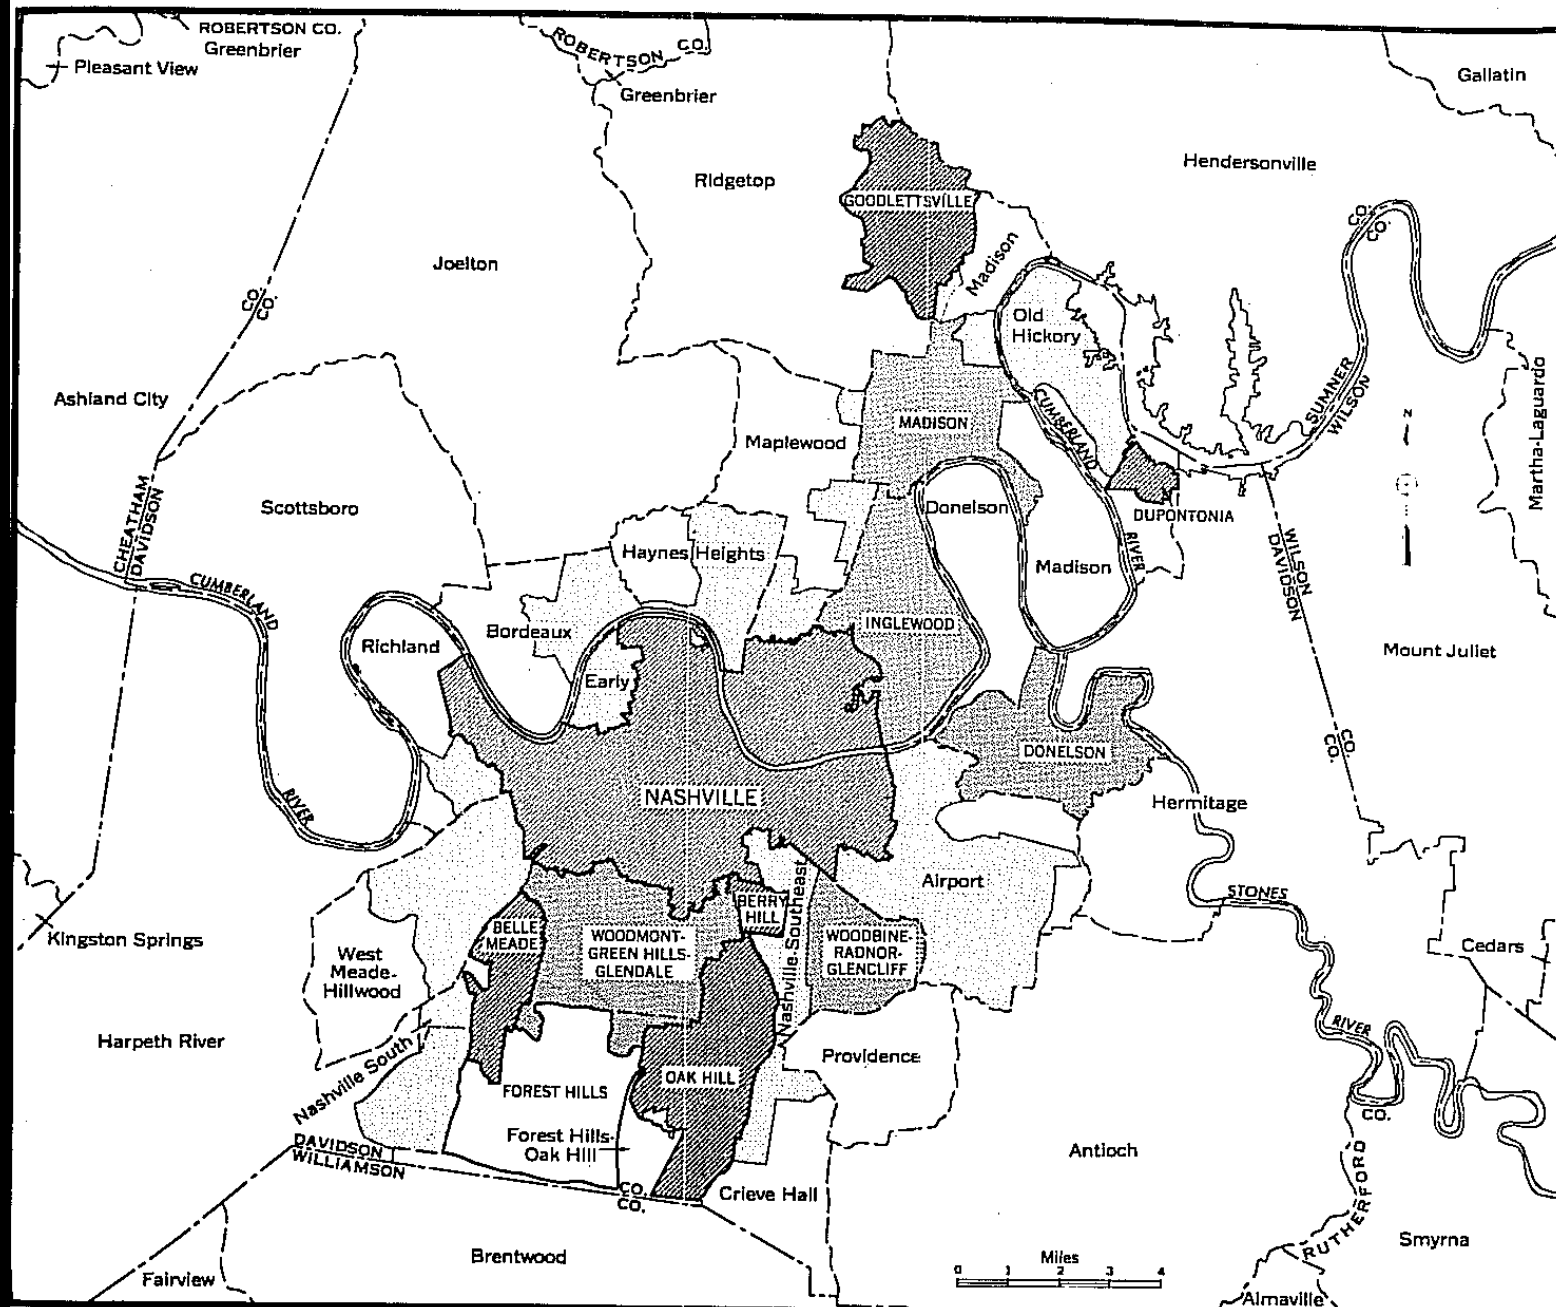 ROBERTSON CO.
Greenbrier
Pleasant View
ROBERTSON CO.
Greenbrier
Gallatin
Hendersonville
Ridgetop
GOODLETTSVILLE
Madison
CO.
CO.
Joelton
CO.
CO.
Old
Hickory
SUMNER
WILSON
Martha-Laguardo
Ashland City
CUMBERLAND
MADISON
Maplewood
N
Scottsboro
CHEATHAM
DAVIDSON
Donelson
DUPONTONIA
RIVER
WILSON
DAVIDSON
Haynes Heights
Madison
CUMBERLAND
Bordeaux
INGLEWOOD
Richland
Mount Juliet
Early
DONELSON
CO.
CO.
NASHVILLE
RIVER
Hermitage
Airport
STONES
BERRY
HILL
Nashville-Southeast
BELLE
MEADE
WOODMONT-
GREEN HILLS-
GLENDALE
WOODBINE-
RADNOR-
GLENCLIFF
Kingston Springs
West
Meade-
Hillwood
Cedars
Harpeth River
RIVER
Nashville South
Providence
OAK HILL
FOREST HILLS
CO.
Forest Hills-
Oak Hill
DAVIDSON
WILLIAMSON
Antioch
RUTHERFORD
CO.
CO.
Crieve Hall
Smyrna
Brentwood
Miles
0 1 2 3 4
Fairview
Almaville